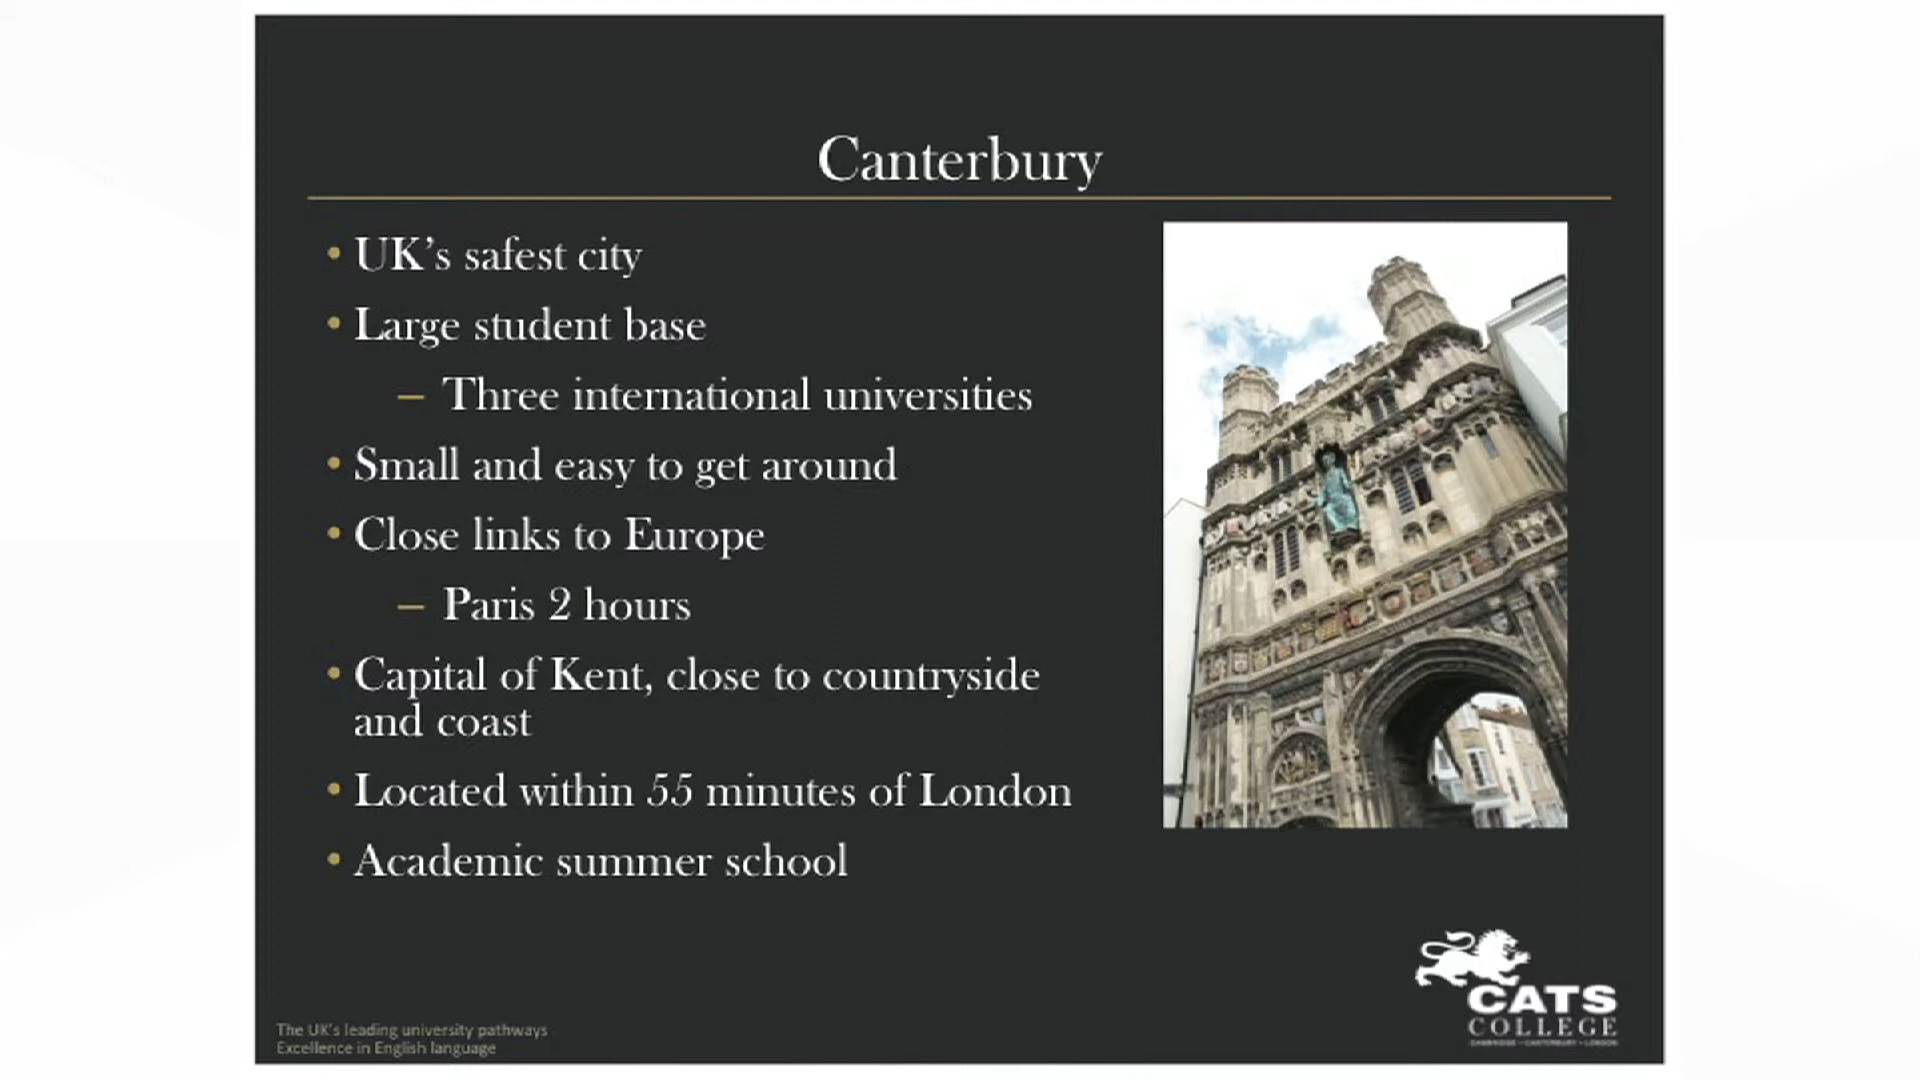 Canterbury
• UK's safest city
• Large student base
– Three international universities
• Small and easy to get around
• Close links to Europe
– Paris 2 hours
• Capital of Kent, close to countryside
and coast
• Located within 55 minutes of London
• Academic summer school
CATS
COLLEGE
CAMBRIDGE • CANTERBURY • LONDON
The UK's leading university pathways
Excellence in English language